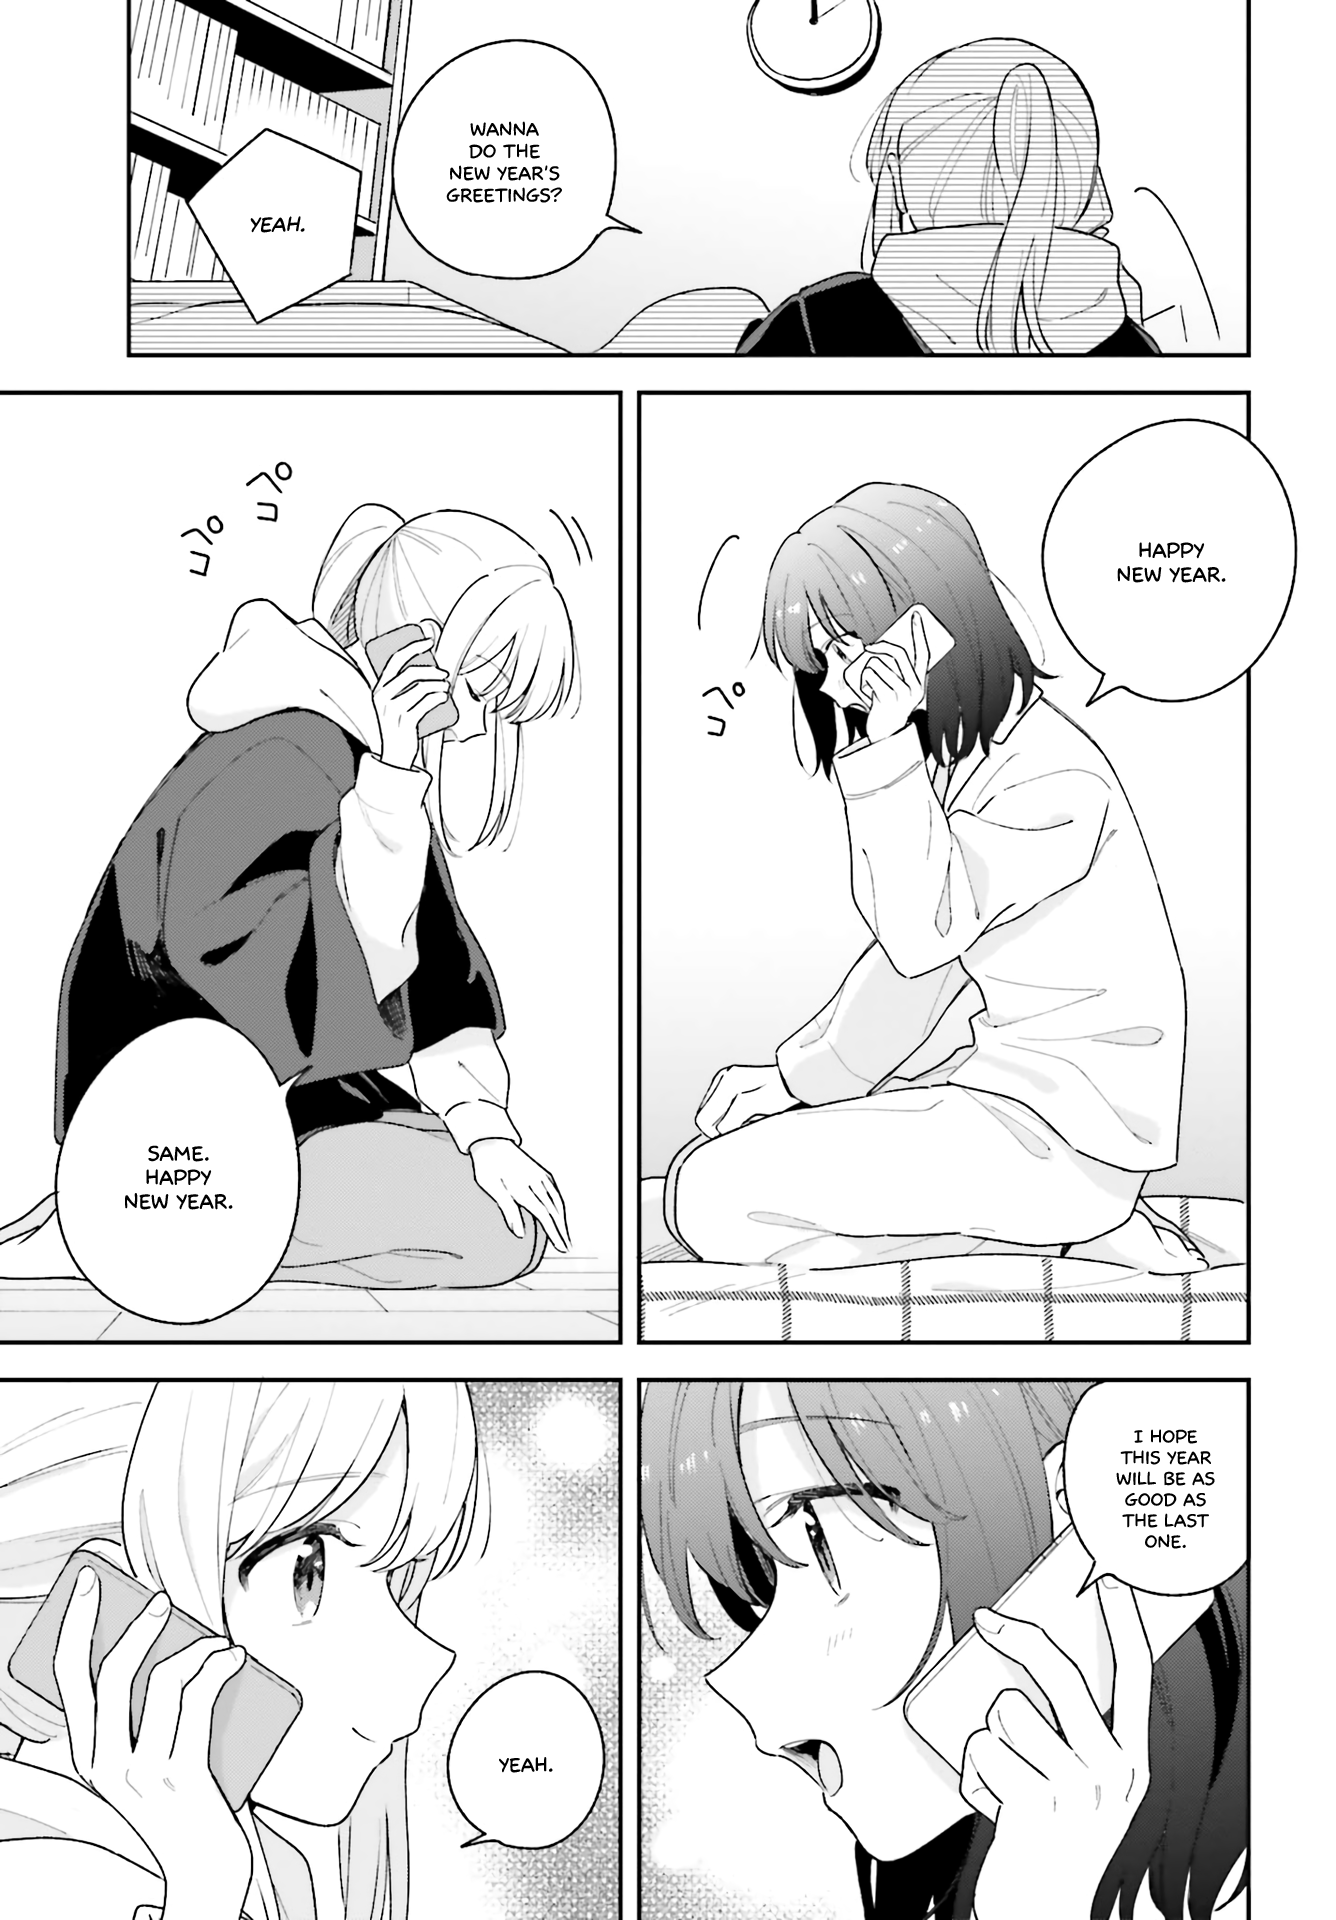 WANNA
DO THE
NEW YEAR'S
GREETINGS?
YEAH.
HAPPY
NEW YEAR.
ペコ
ペコ
ペコ
SAME.
HAPPY
NEW YEAR.
I HOPE
THIS YEAR
WILL BE AS
GOOD AS
THE LAST
ONE.
YEAH.